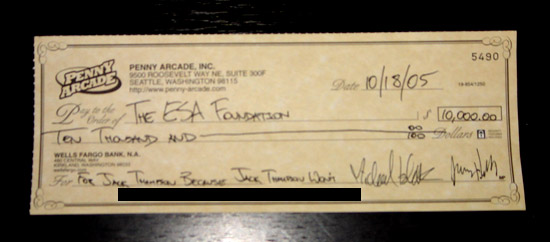 5490
PENNY ARCADE
PENNY ARCADE, INC.
9500 ROOSEVELT WAY NE, SUITE 300F
SEATTLE, WASHINGTON 98115
http://www.penny-arcade.com
Date 10/18/05
Pay to the Order of THE ESA FOUNDATION $ 10,000.00
TEN THOUSAND AND 00/100 Dollars
WELLS FARGO BANK, N.A.
For FOR JACK THOMPSON BECAUSE JACK THOMPSON WON'T